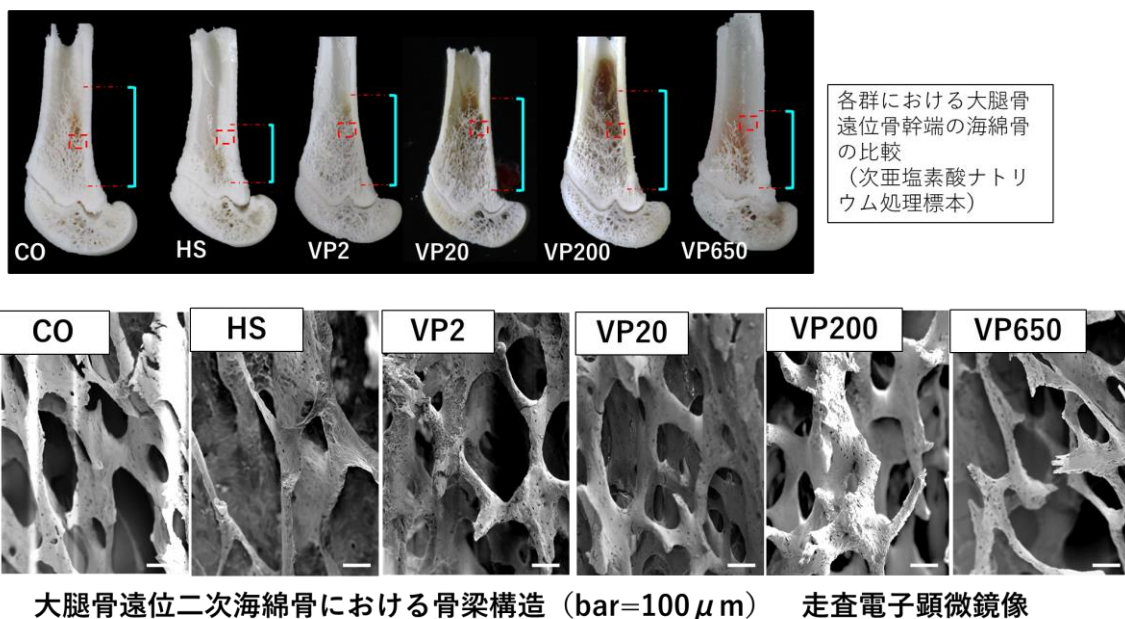 CO
HS
VP2
VP20
VP200
VP650
各群における大腿骨
遠位骨幹端の海綿骨
の比較
（次亜塩素酸ナトリ
ウム処理標本）
CO
HS
VP2
VP20
VP200
VP650
大腿骨遠位二次海綿骨における骨梁構造（bar=100μm） 走査電子顕微鏡像